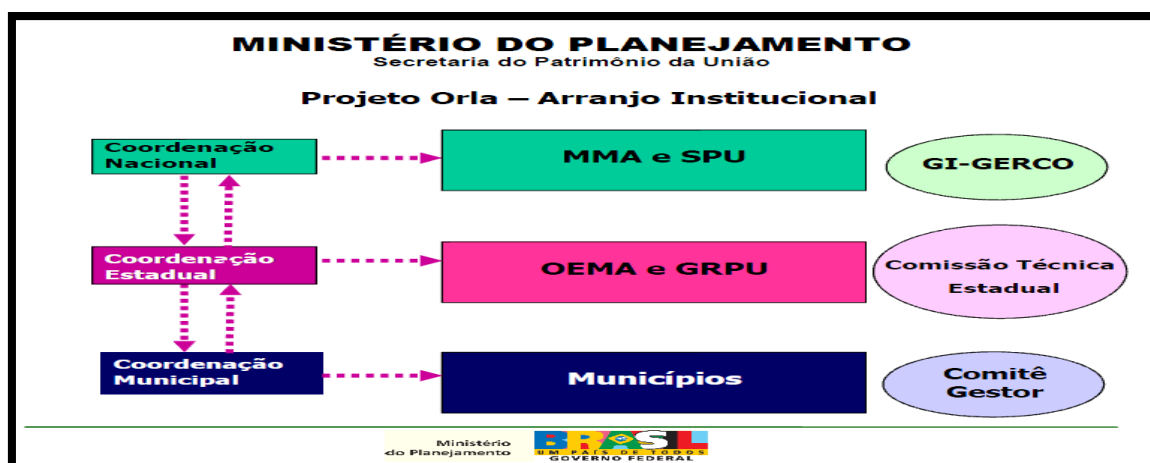 MINISTÉRIO DO PLANEJAMENTO
Secretaria do Patrimônio da União
Projeto Orla – Arranjo Institucional
Coordenação
Nacional
MMA e SPU
GI-GERCO
Coordenação
Estadual
OEMA e GRPU
Comissão Técnica
Estadual
Coordenação
Municipal
Municípios
Comitê
Gestor
Ministério
do Planejamento
BRASIL
UM PAÍS DE TODOS
GOVERNO FEDERAL